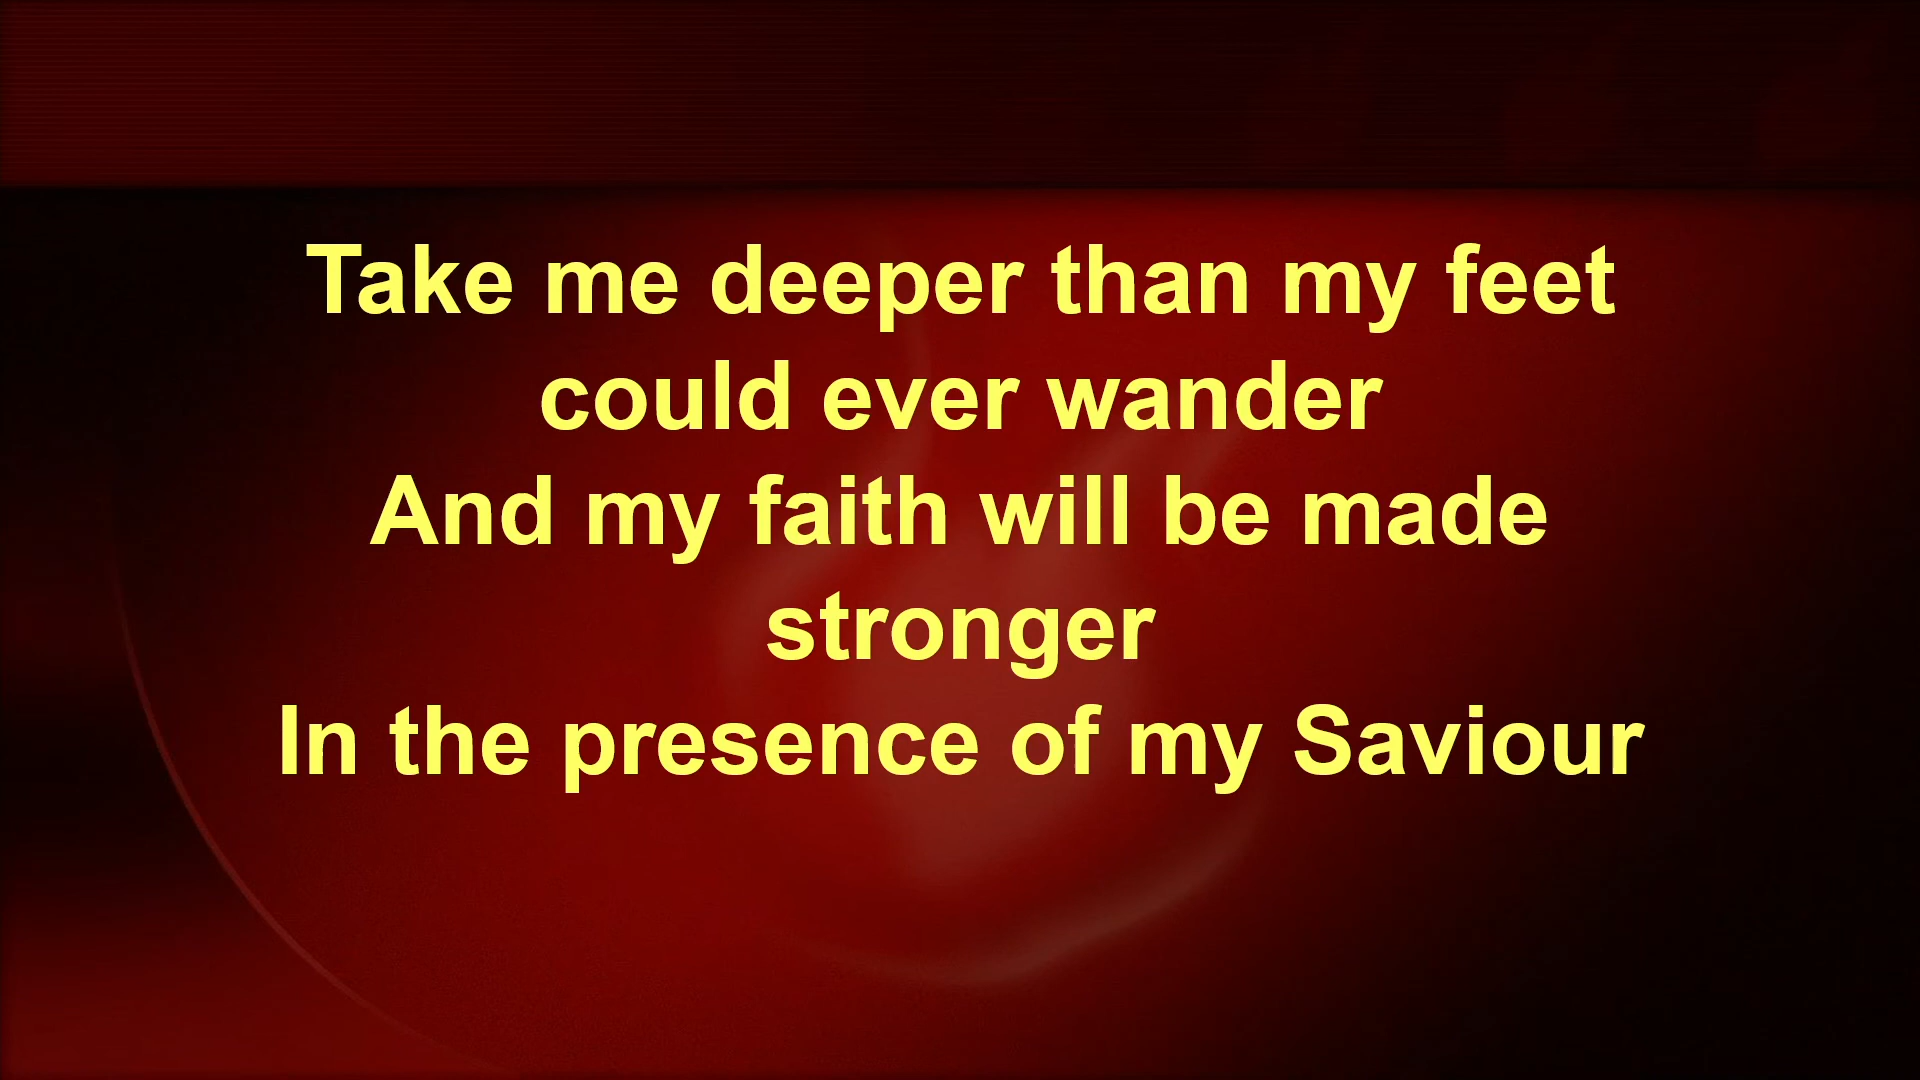 Take me deeper than my feet
could ever wander
And my faith will be made
stronger
In the presence of my Saviour